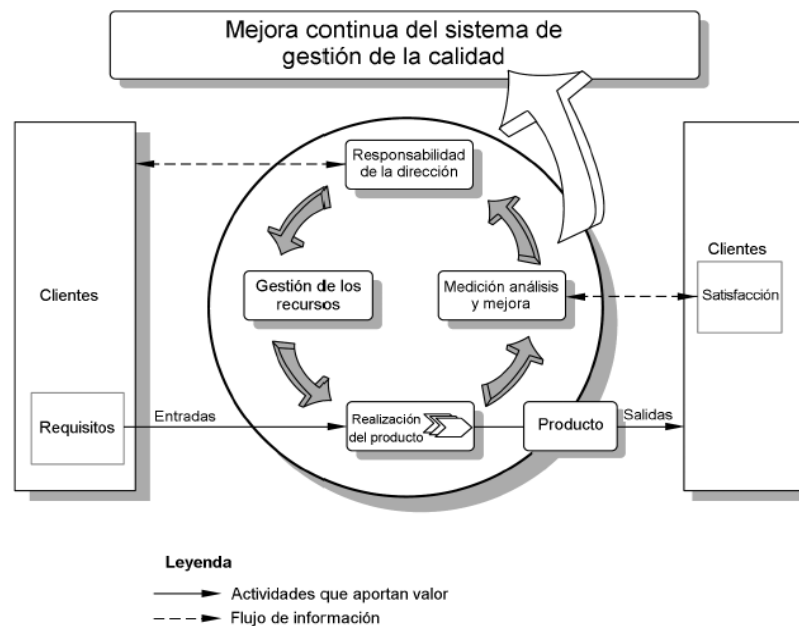 Mejora continua del sistema de
gestión de la calidad
Responsabilidad
de la dirección
Clientes
Gestión de los
recursos
Medición análisis
y mejora
Clientes
Satisfacción
Requisitos
Entradas
Realización
del producto
Producto
Salidas
Leyenda
Actividades que aportan valor
Flujo de información